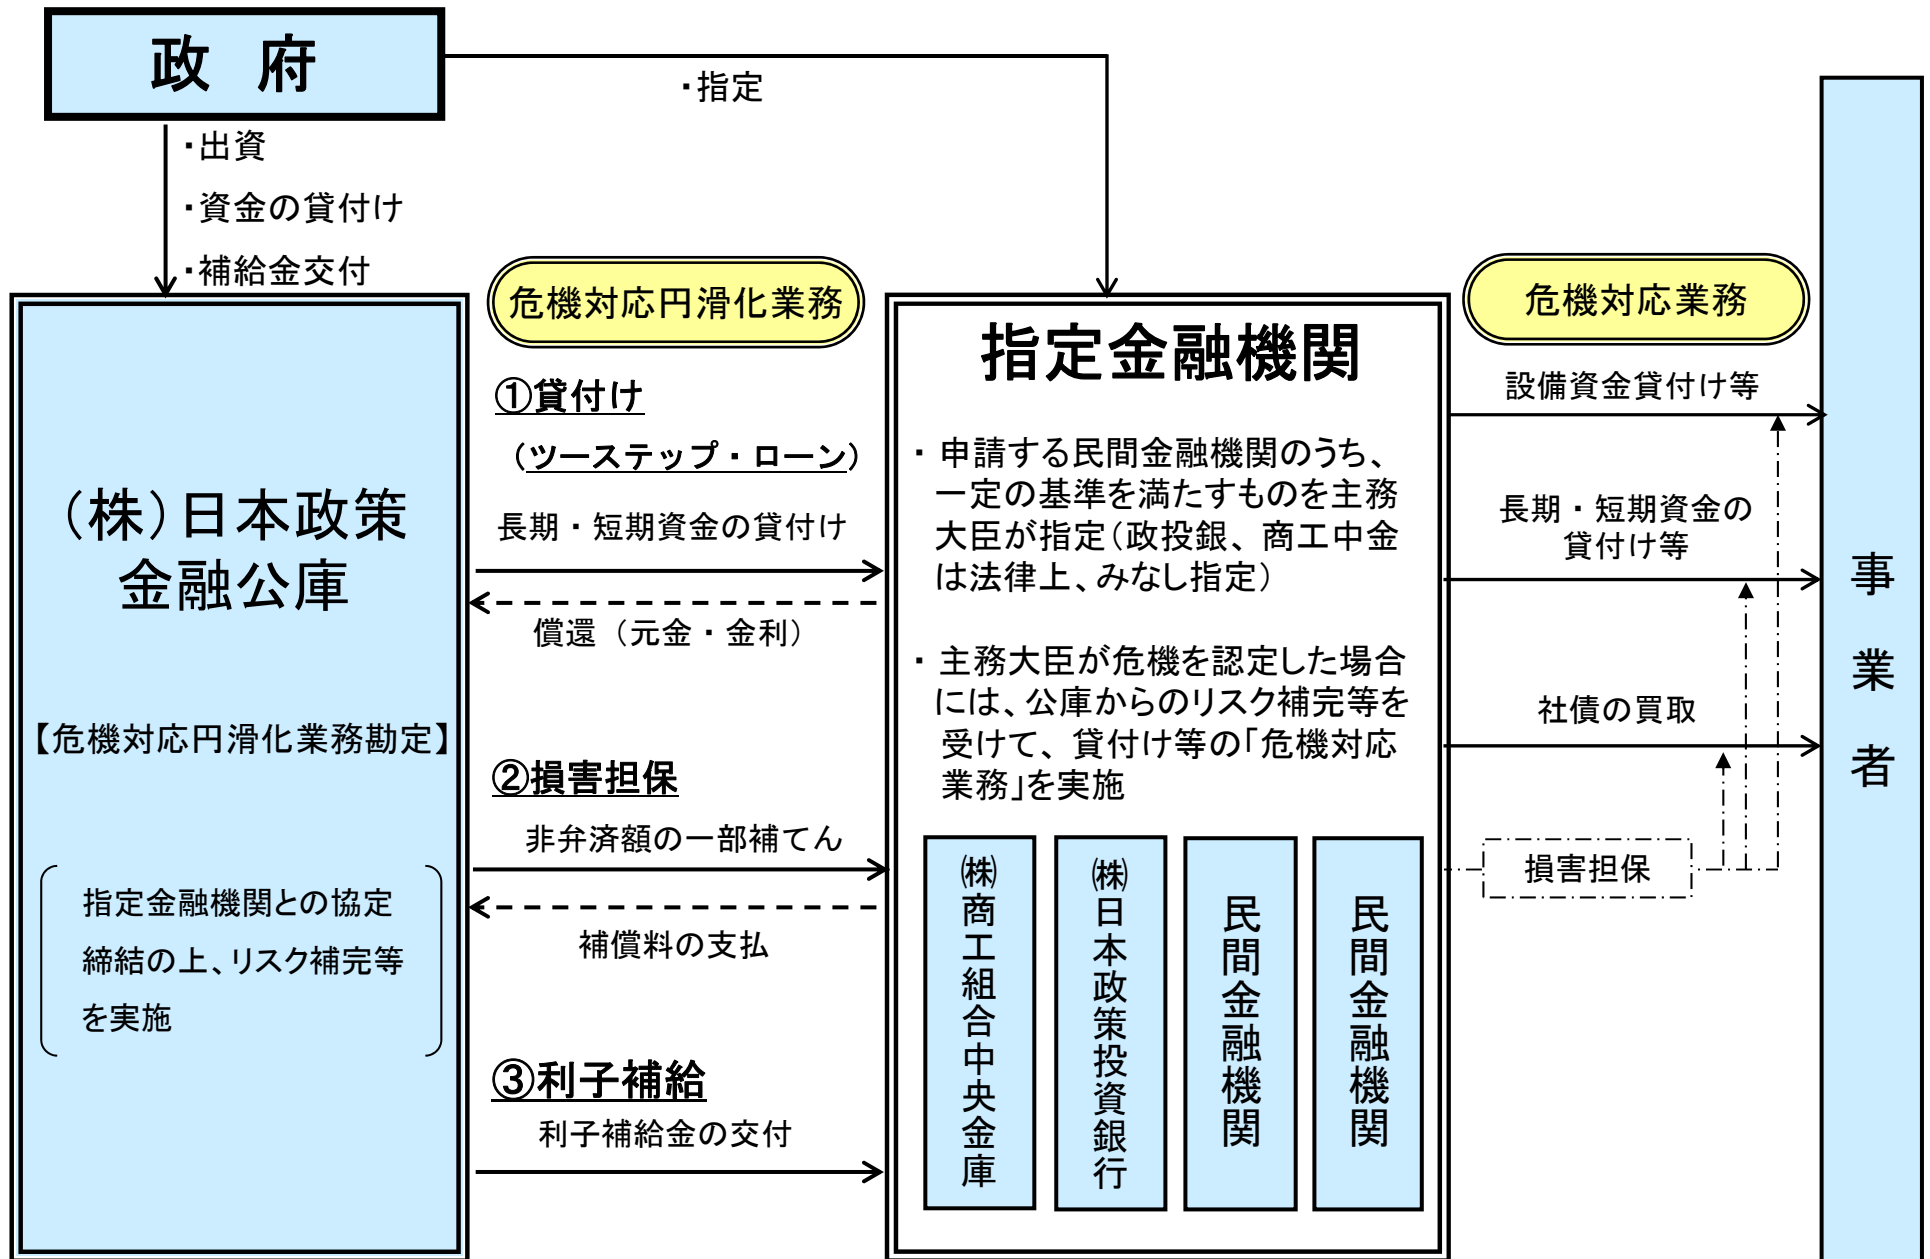 政 府
・指定
・出資
・資金の貸付け
・補給金交付
(株)日本政策
金融公庫
【危機対応円滑化業務勘定】
指定金融機関との協定
締結の上、リスク補完等
を実施
危機対応円滑化業務
①貸付け
(ツーステップ・ローン)
長期・短期資金の貸付け
償還(元金・金利)
②損害担保
非弁済額の一部補てん
補償料の支払
③利子補給
利子補給金の交付
指定金融機関
・ 申請する民間金融機関のうち、
一定の基準を満たすものを主務
大臣が指定(政投銀、商工中金
は法律上、みなし指定)
・ 主務大臣が危機を認定した場合
には、公庫からのリスク補完等を
受けて、貸付け等の「危機対応
業務」を実施
㈱商工組合中央金庫
㈱日本政策投資銀行
民間金融機関
民間金融機関
危機対応業務
設備資金貸付け等
長期・短期資金の
貸付け等
社債の買取
損害担保
事業者